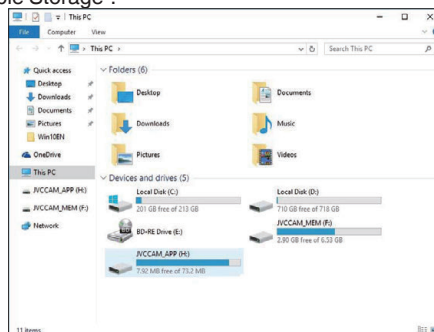 ble Storage".
This PC
File Computer View
This PC
Search This PC
Quick access
Desktop
Downloads
Documents
Pictures
Win10EN
OneDrive
This PC
JVCCAM_APP (H:)
JVCCAM_MEM (F:)
Network
Folders (6)
Desktop
Documents
Downloads
Music
Pictures
Videos
Devices and drives (5)
Local Disk (C:)
201 GB free of 213 GB
Local Disk (D:)
710 GB free of 718 GB
BD-RE Drive (E:)
JVCCAM_MEM (F:)
2.90 GB free of 6.53 GB
JVCCAM_APP (H:)
7.92 MB free of 73.2 MB
11 items